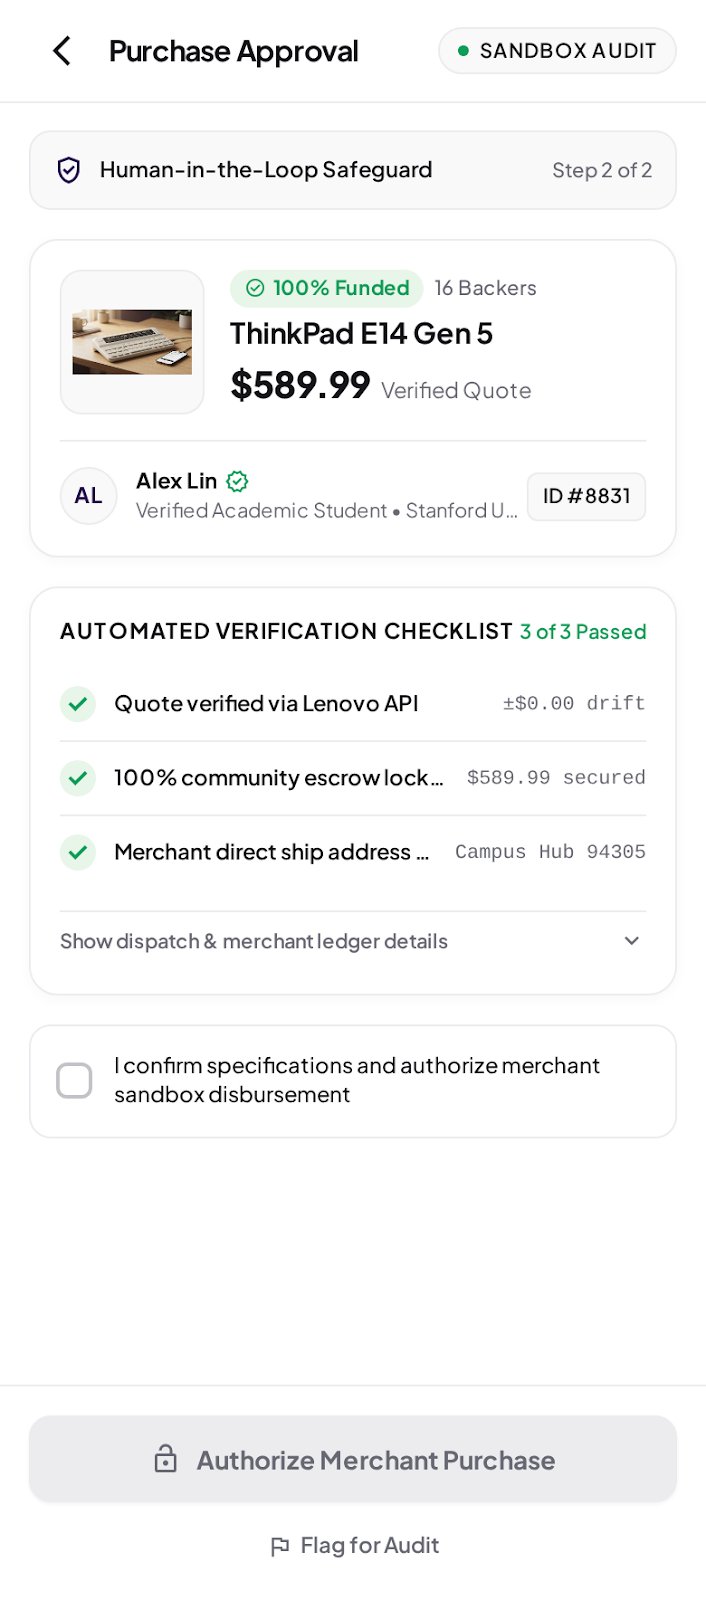 Purchase Approval
SANDBOX AUDIT
Human-in-the-Loop Safeguard
Step 2 of 2
100% Funded
16 Backers
ThinkPad E14 Gen 5
$589.99 Verified Quote
AL
Alex Lin
Verified Academic Student • Stanford U...
ID #8831
AUTOMATED VERIFICATION CHECKLIST
3 of 3 Passed
Quote verified via Lenovo API
±$0.00 drift
100% community escrow lock...
$589.99 secured
Merchant direct ship address ...
Campus Hub 94305
Show dispatch & merchant ledger details
I confirm specifications and authorize merchant
sandbox disbursement
Authorize Merchant Purchase
Flag for Audit